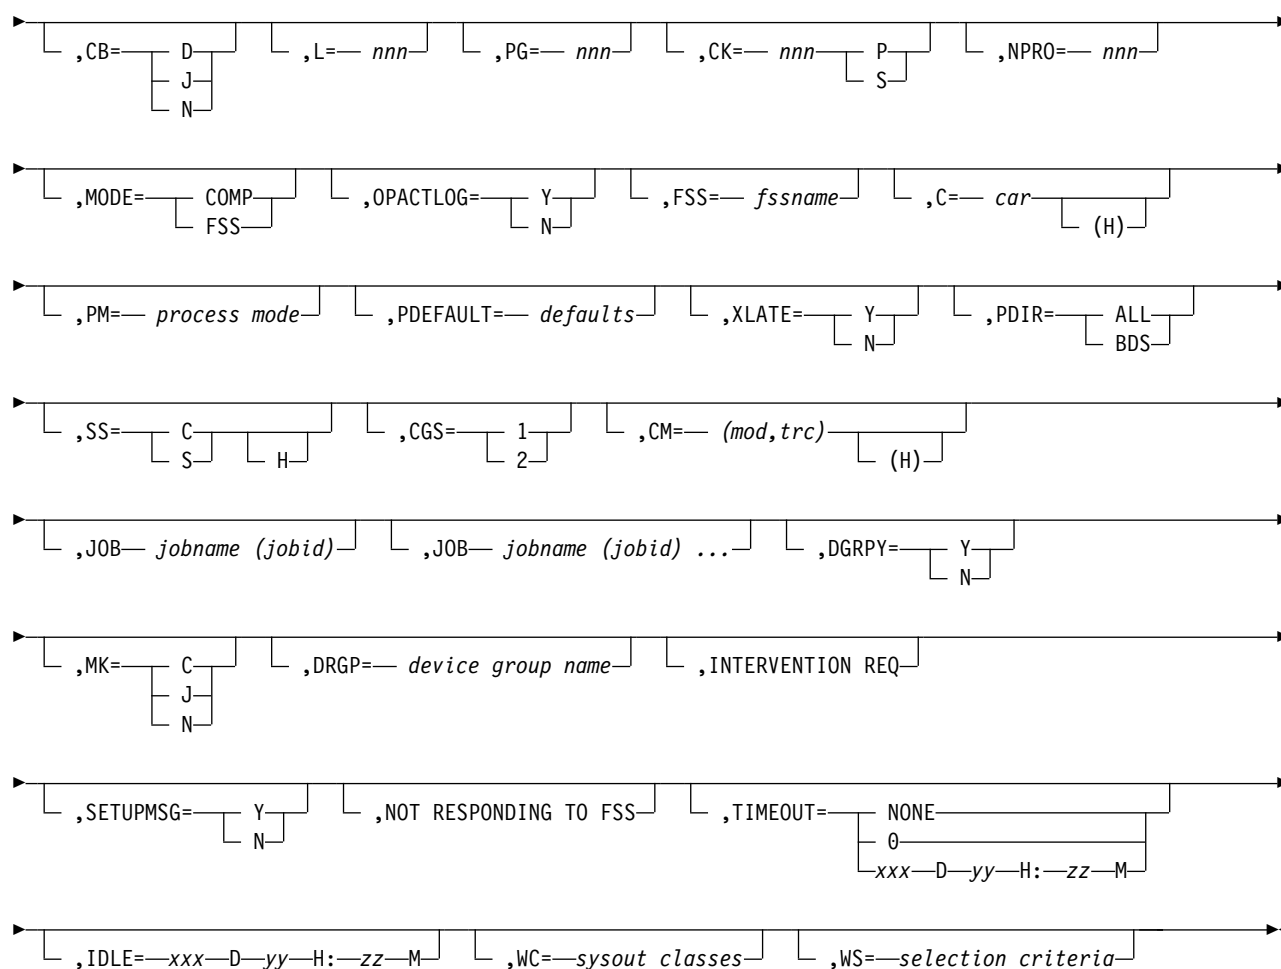 ,CB= D ,L= nnn ,PG= nnn ,CK= nnn P ,NPRO= nnn
J S
N
,MODE= COMP ,OPACTLOG= Y ,FSS= fssname ,C= car
FSS N (H)
,PM= process mode ,PDEFAULT= defaults ,XLATE= Y ,PDIR= ALL
N BDS
,SS= C ,CGS= 1 ,CM= (mod,trc)
S H 2 (H)
,JOB jobname (jobid) ,JOB jobname (jobid) ... ,DGRPY= Y
N
,MK= C ,DRGP= device group name ,INTERVENTION REQ
J
N
,SETUPMSG= Y ,NOT RESPONDING TO FSS ,TIMEOUT= NONE
N 0
xxx D yy H: zz M
,IDLE= xxx D yy H: zz M ,WC= sysout classes ,WS= selection criteria